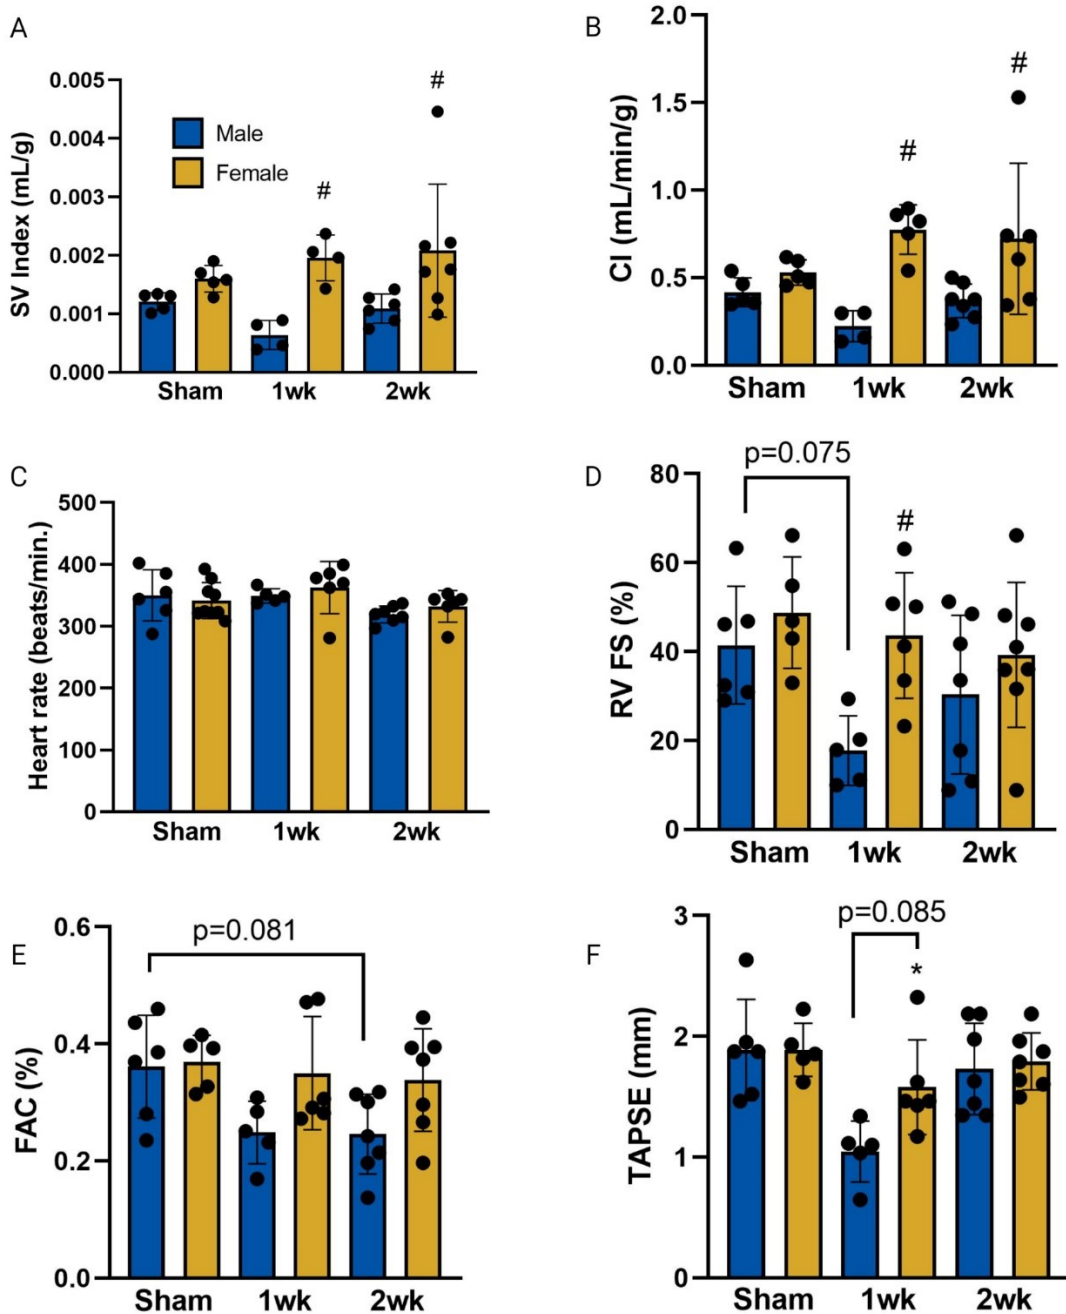 A
SV Index (mL/g)
0.005
0.004
0.003
0.002
0.001
0.000
Male
Female
#
#
Sham 1wk 2wk
B
CI (mL/min/g)
2.0
1.5
1.0
0.5
0.0
#
#
Sham 1wk 2wk
C
Heart rate (beats/min.)
500
400
300
200
100
0
Sham 1wk 2wk
D
RV FS (%)
80
60
40
20
0
p=0.075
#
Sham 1wk 2wk
E
FAC (%)
0.6
0.4
0.2
0.0
p=0.081
Sham 1wk 2wk
F
TAPSE (mm)
3
2
1
0
p=0.085
*
Sham 1wk 2wk